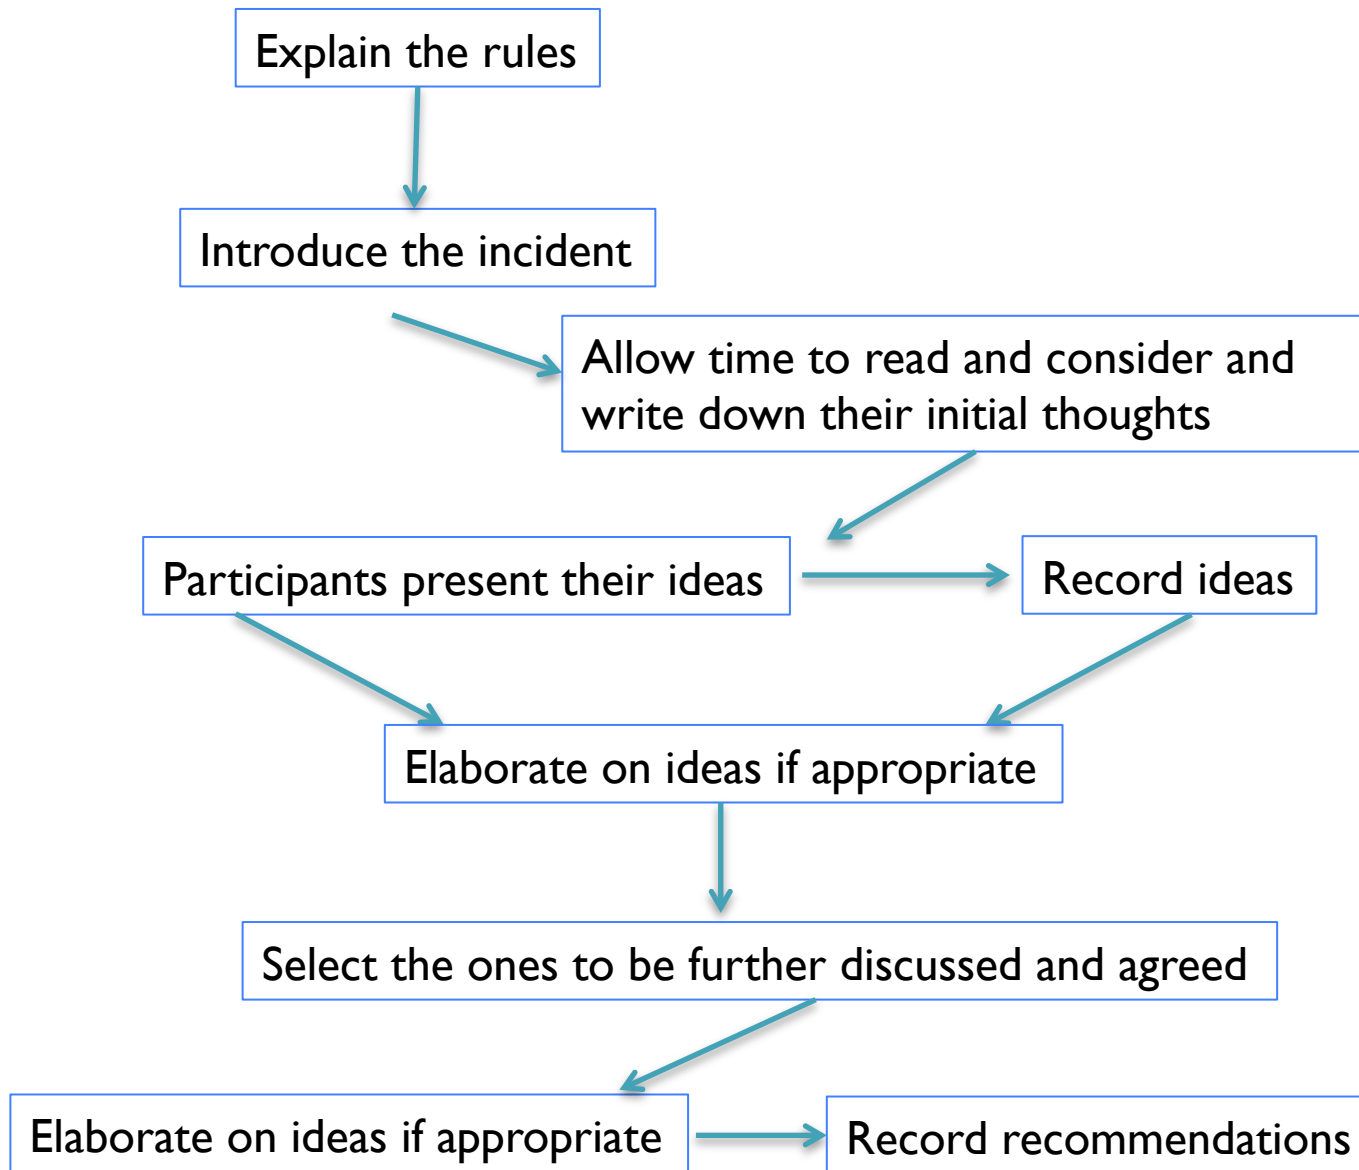 Explain the rules
Introduce the incident
Allow time to read and consider and
write down their initial thoughts
Participants present their ideas
Record ideas
Elaborate on ideas if appropriate
Select the ones to be further discussed and agreed
Elaborate on ideas if appropriate
Record recommendations